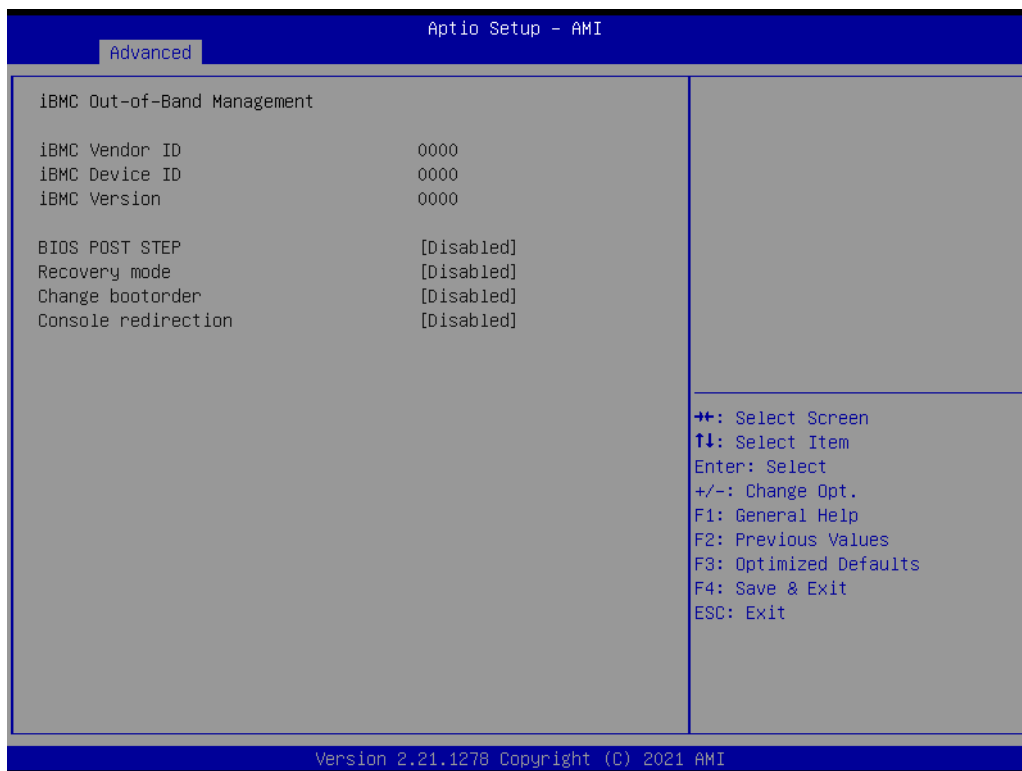 Aptio Setup – AMI
Advanced
iBMC Out-of-Band Management
iBMC Vendor ID 0000
iBMC Device ID 0000
iBMC Version 0000
BIOS POST STEP [Disabled]
Recovery mode [Disabled]
Change bootorder [Disabled]
Console redirection [Disabled]
→←: Select Screen
↑↓: Select Item
Enter: Select
+/-: Change Opt.
F1: General Help
F2: Previous Values
F3: Optimized Defaults
F4: Save & Exit
ESC: Exit
Version 2.21.1278 Copyright (C) 2021 AMI